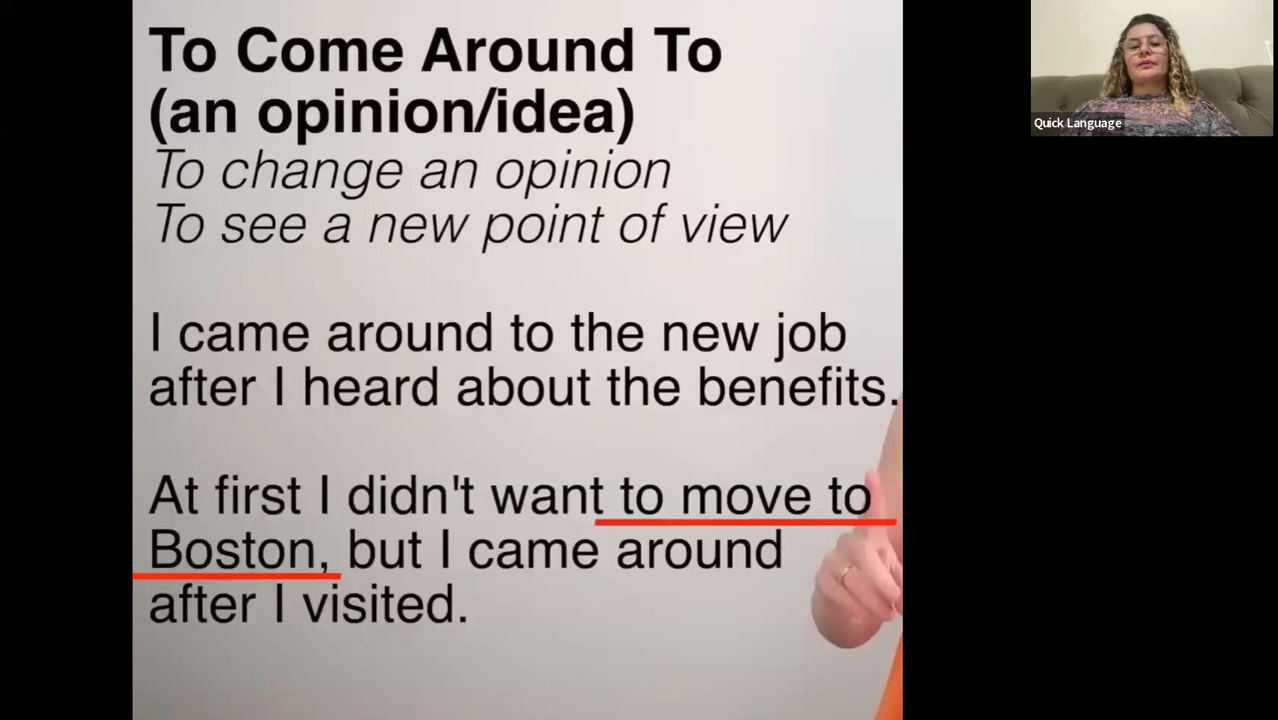 To Come Around To
(an opinion/idea)
To change an opinion
To see a new point of view
I came around to the new job
after I heard about the benefits.
At first I didn't want to move to
Boston, but I came around
after I visited.
Quick Language